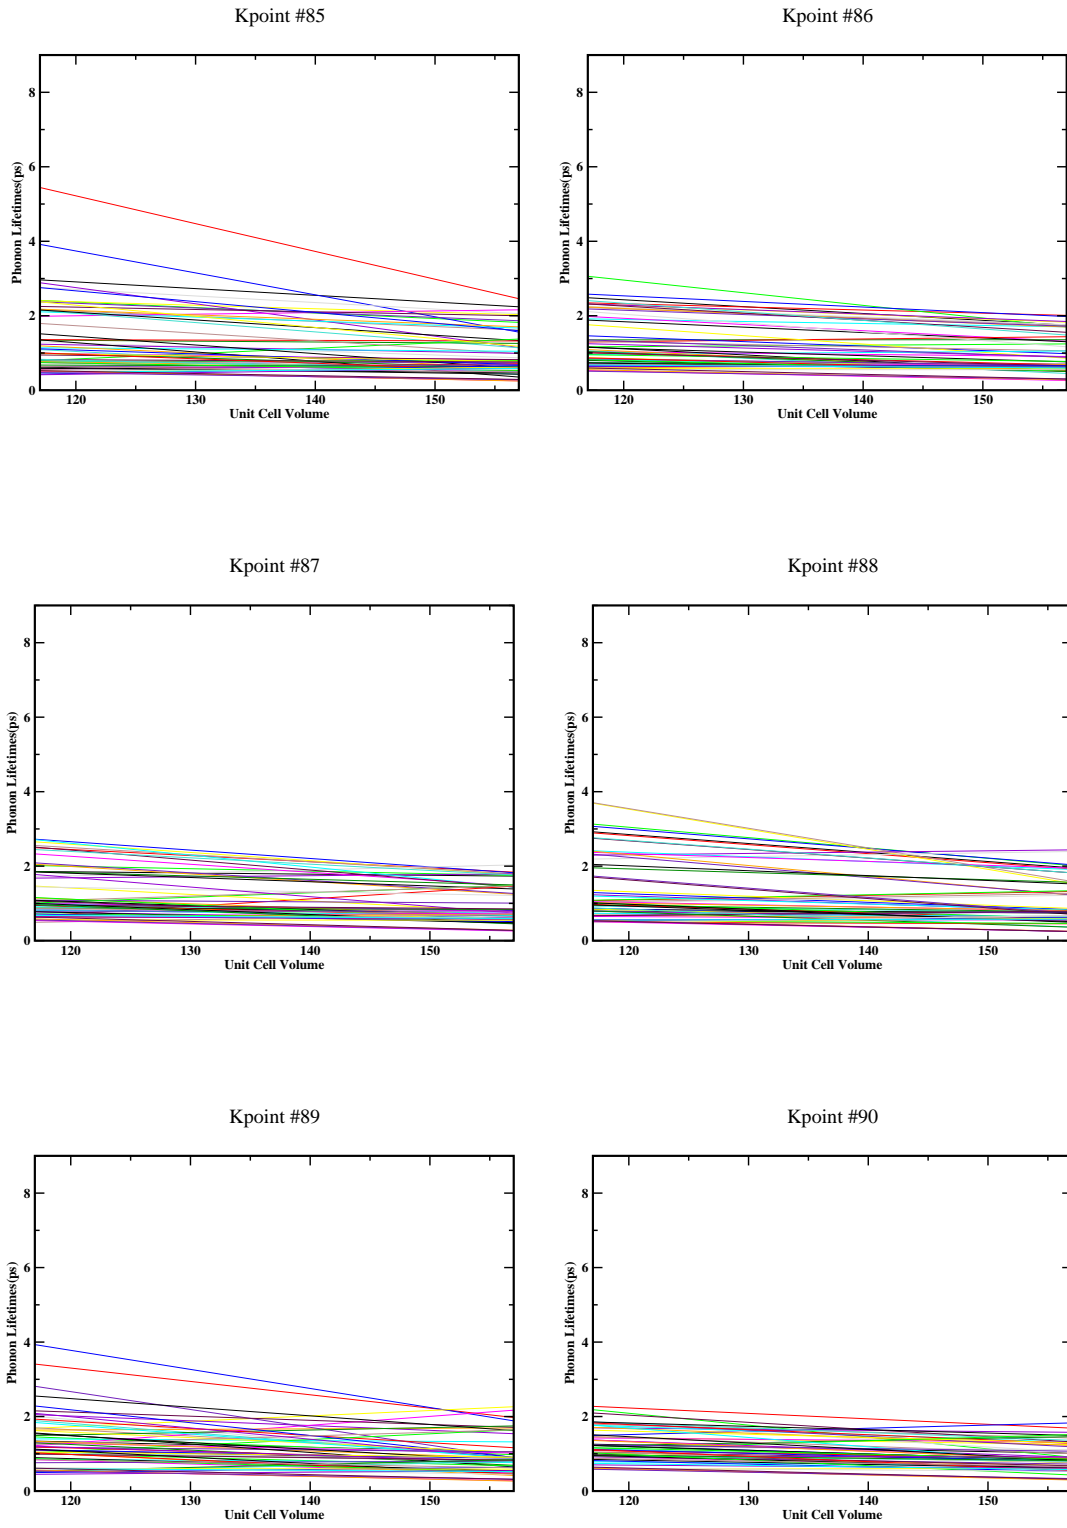 Kpoint #85
Kpoint #86
8
6
4
2
0
Phonon Lifetimes(ps)
120 130 140 150
Unit Cell Volume
8
6
4
2
0
Phonon Lifetimes(ps)
120 130 140 150
Unit Cell Volume
Kpoint #87
Kpoint #88
8
6
4
2
0
Phonon Lifetimes(ps)
120 130 140 150
Unit Cell Volume
8
6
4
2
0
Phonon Lifetimes(ps)
120 130 140 150
Unit Cell Volume
Kpoint #89
Kpoint #90
8
6
4
2
0
Phonon Lifetimes(ps)
120 130 140 150
Unit Cell Volume
8
6
4
2
0
Phonon Lifetimes(ps)
120 130 140 150
Unit Cell Volume